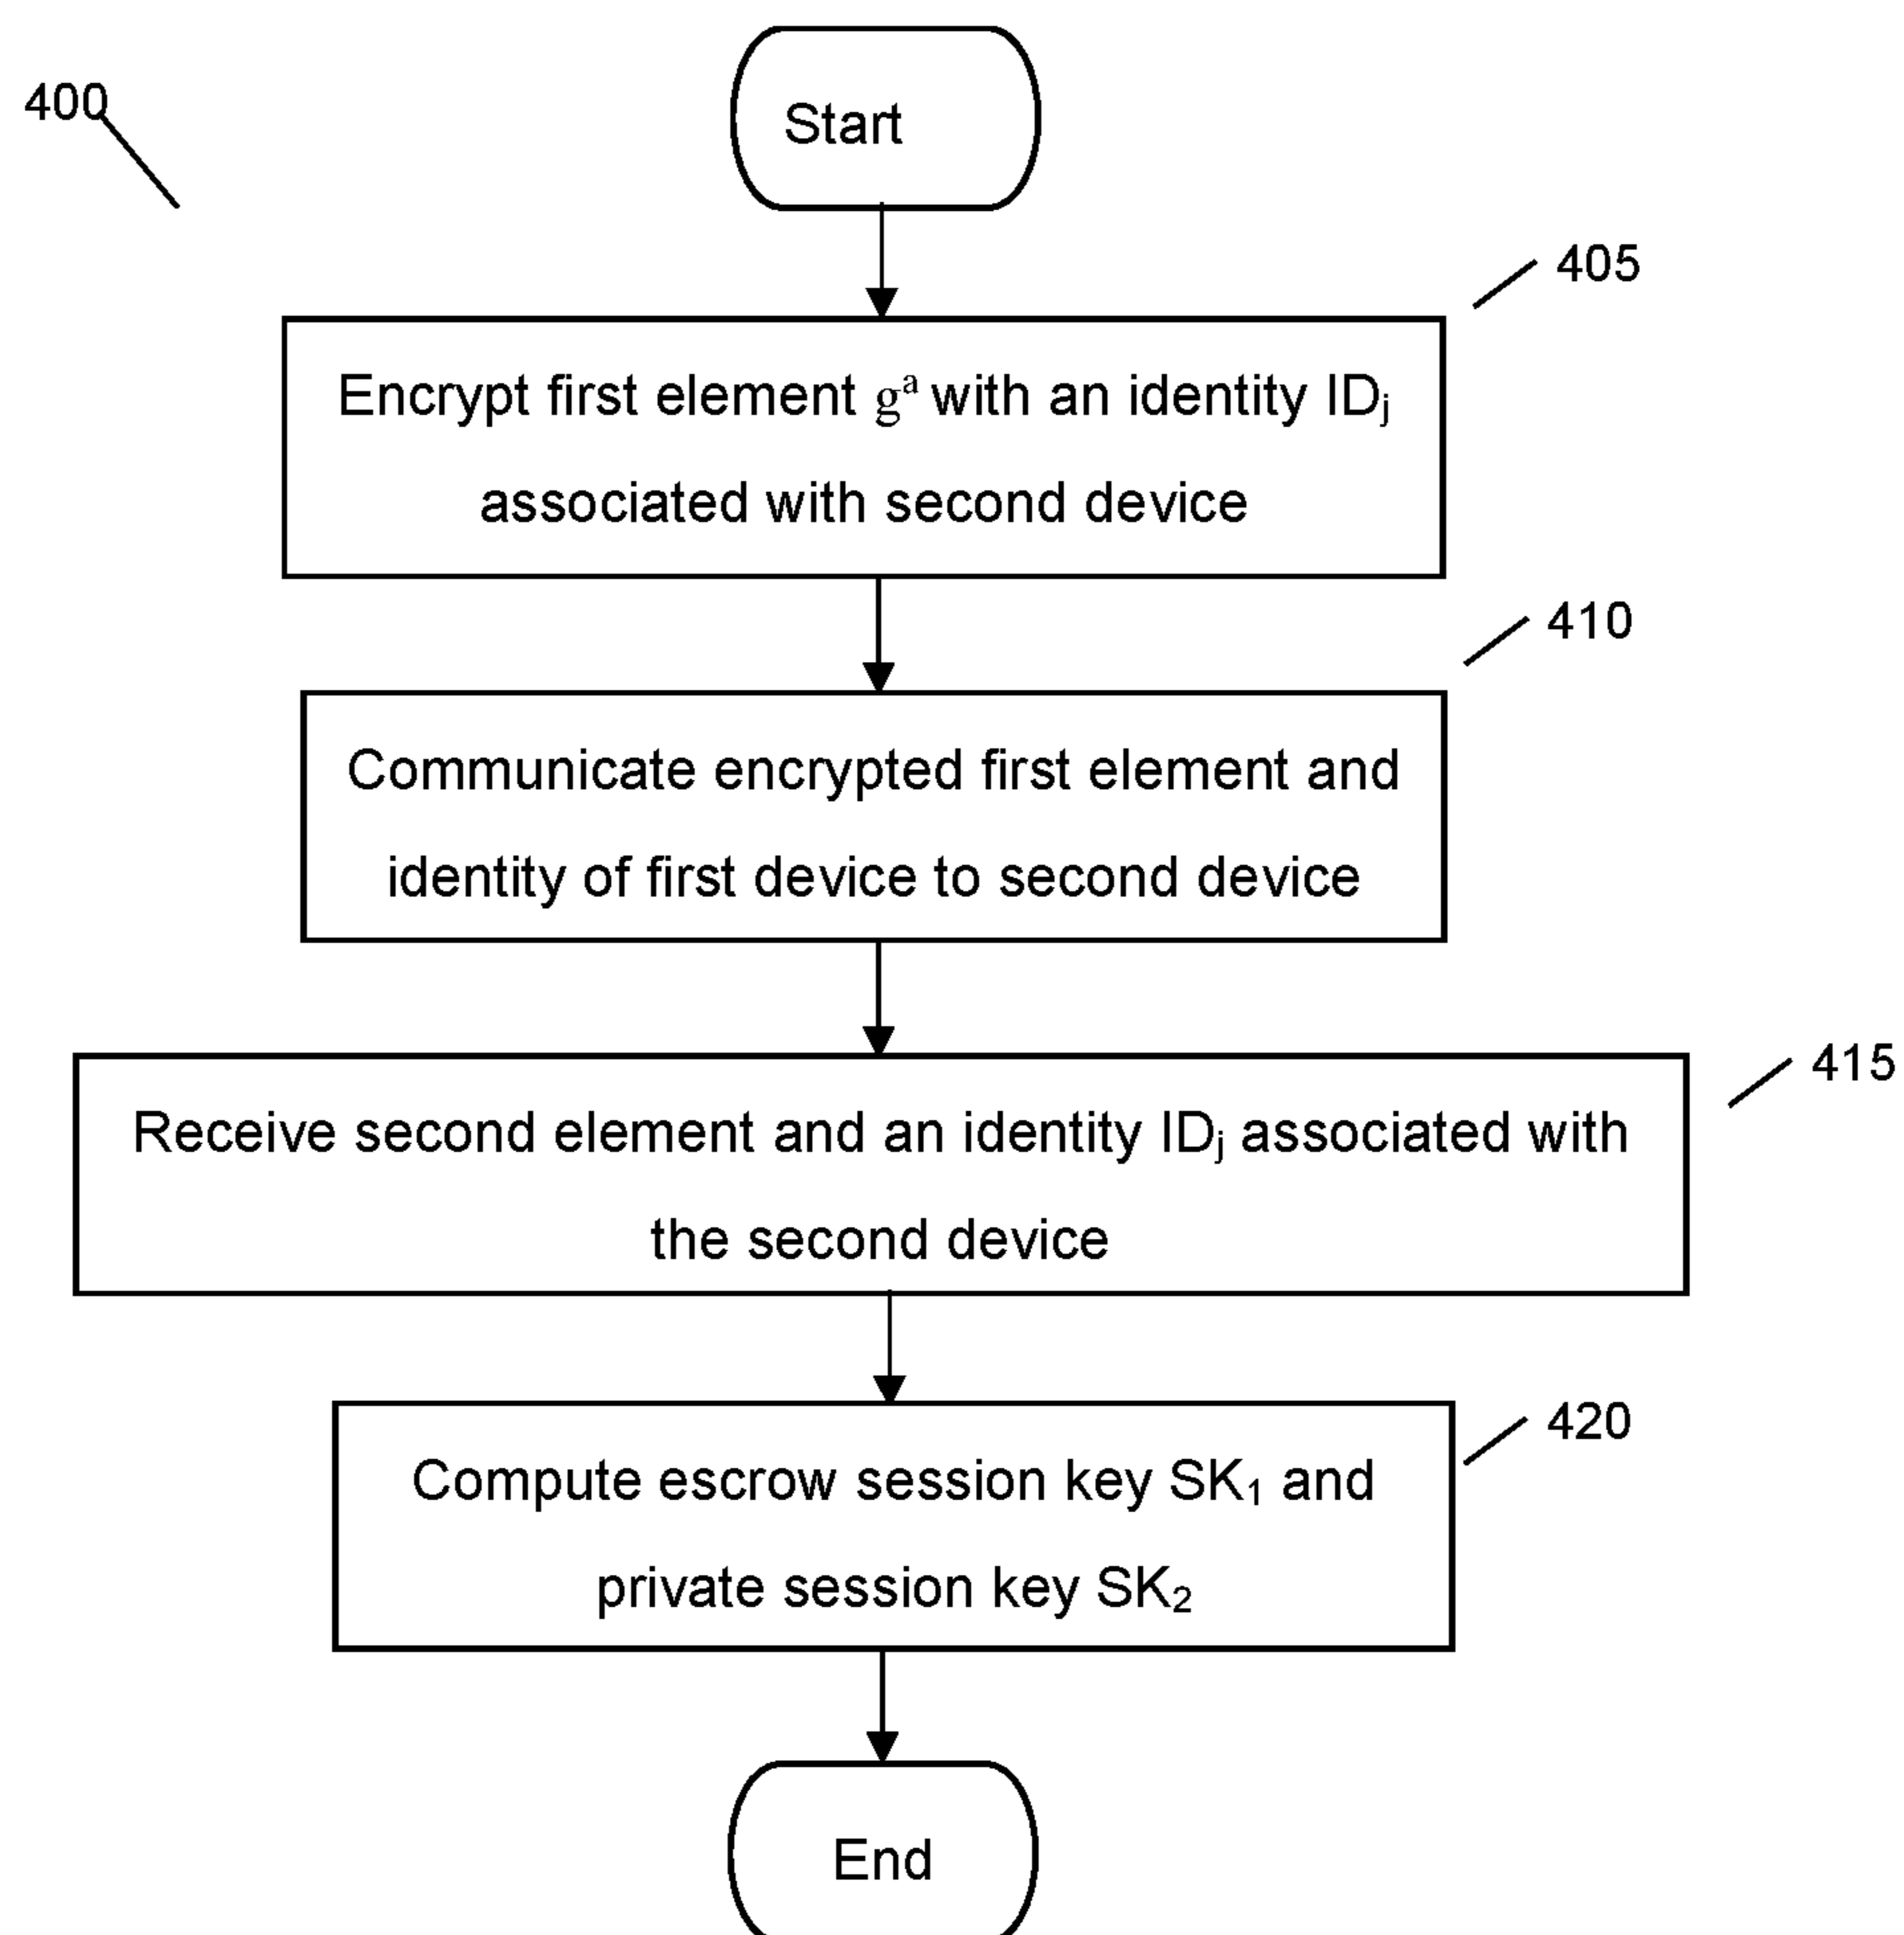 400
Start
405
Encrypt first element gᵃ with an identity IDⱼ
associated with second device
410
Communicate encrypted first element and
identity of first device to second device
415
Receive second element and an identity IDⱼ associated with
the second device
420
Compute escrow session key SK₁ and
private session key SK₂
End